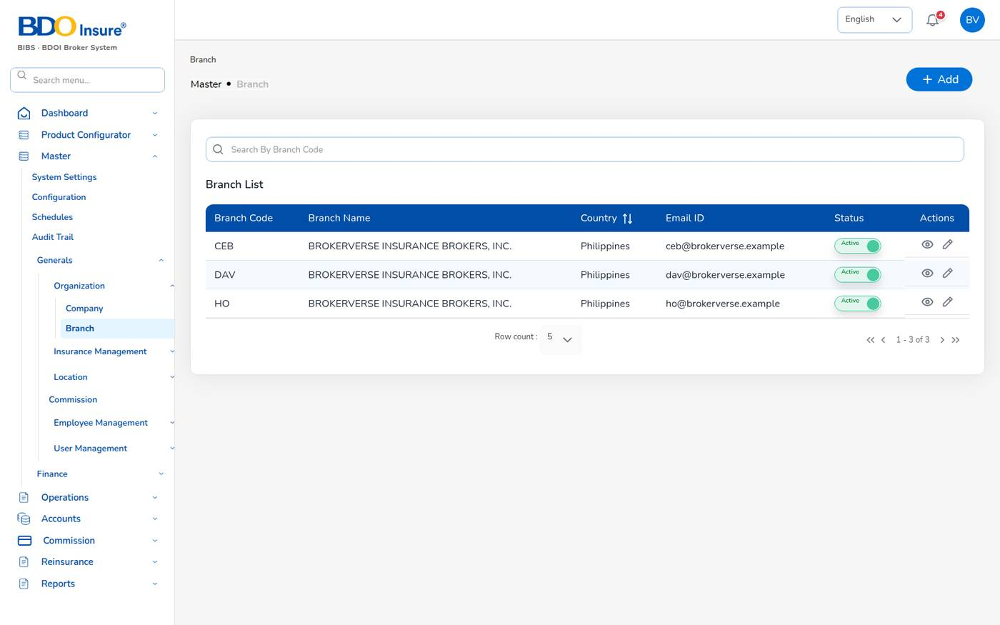 BDO Insure®
BIBS · BDOI Broker System
Search menu...
Dashboard
Product Configurator
Master
System Settings
Configuration
Schedules
Audit Trail
Generals
Organization
Company
Branch
Insurance Management
Location
Commission
Employee Management
User Management
Finance
Operations
Accounts
Commission
Reinsurance
Reports
English
4
BV
Branch
Master • Branch
+ Add
Search By Branch Code
Branch List
Branch Code Branch Name Country Email ID Status Actions
CEB BROKERVERSE INSURANCE BROKERS, INC. Philippines ceb@brokerverse.example Active
DAV BROKERVERSE INSURANCE BROKERS, INC. Philippines dav@brokerverse.example Active
HO BROKERVERSE INSURANCE BROKERS, INC. Philippines ho@brokerverse.example Active
Row count : 5 1 - 3 of 3